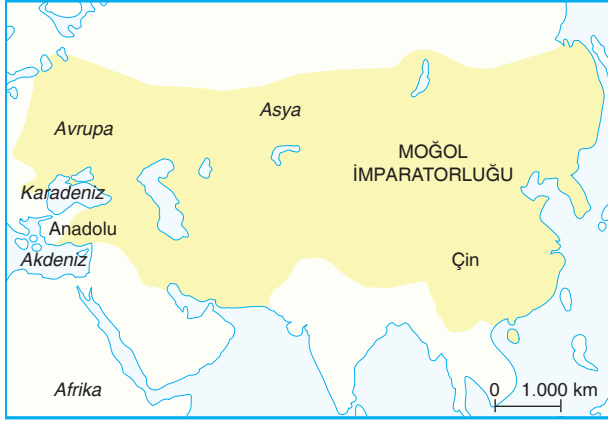 Asya
Avrupa
MOĞOL
İMPARATORLUĞU
Karadeniz
Anadolu
Akdeniz
Çin
Afrika
0 1.000 km